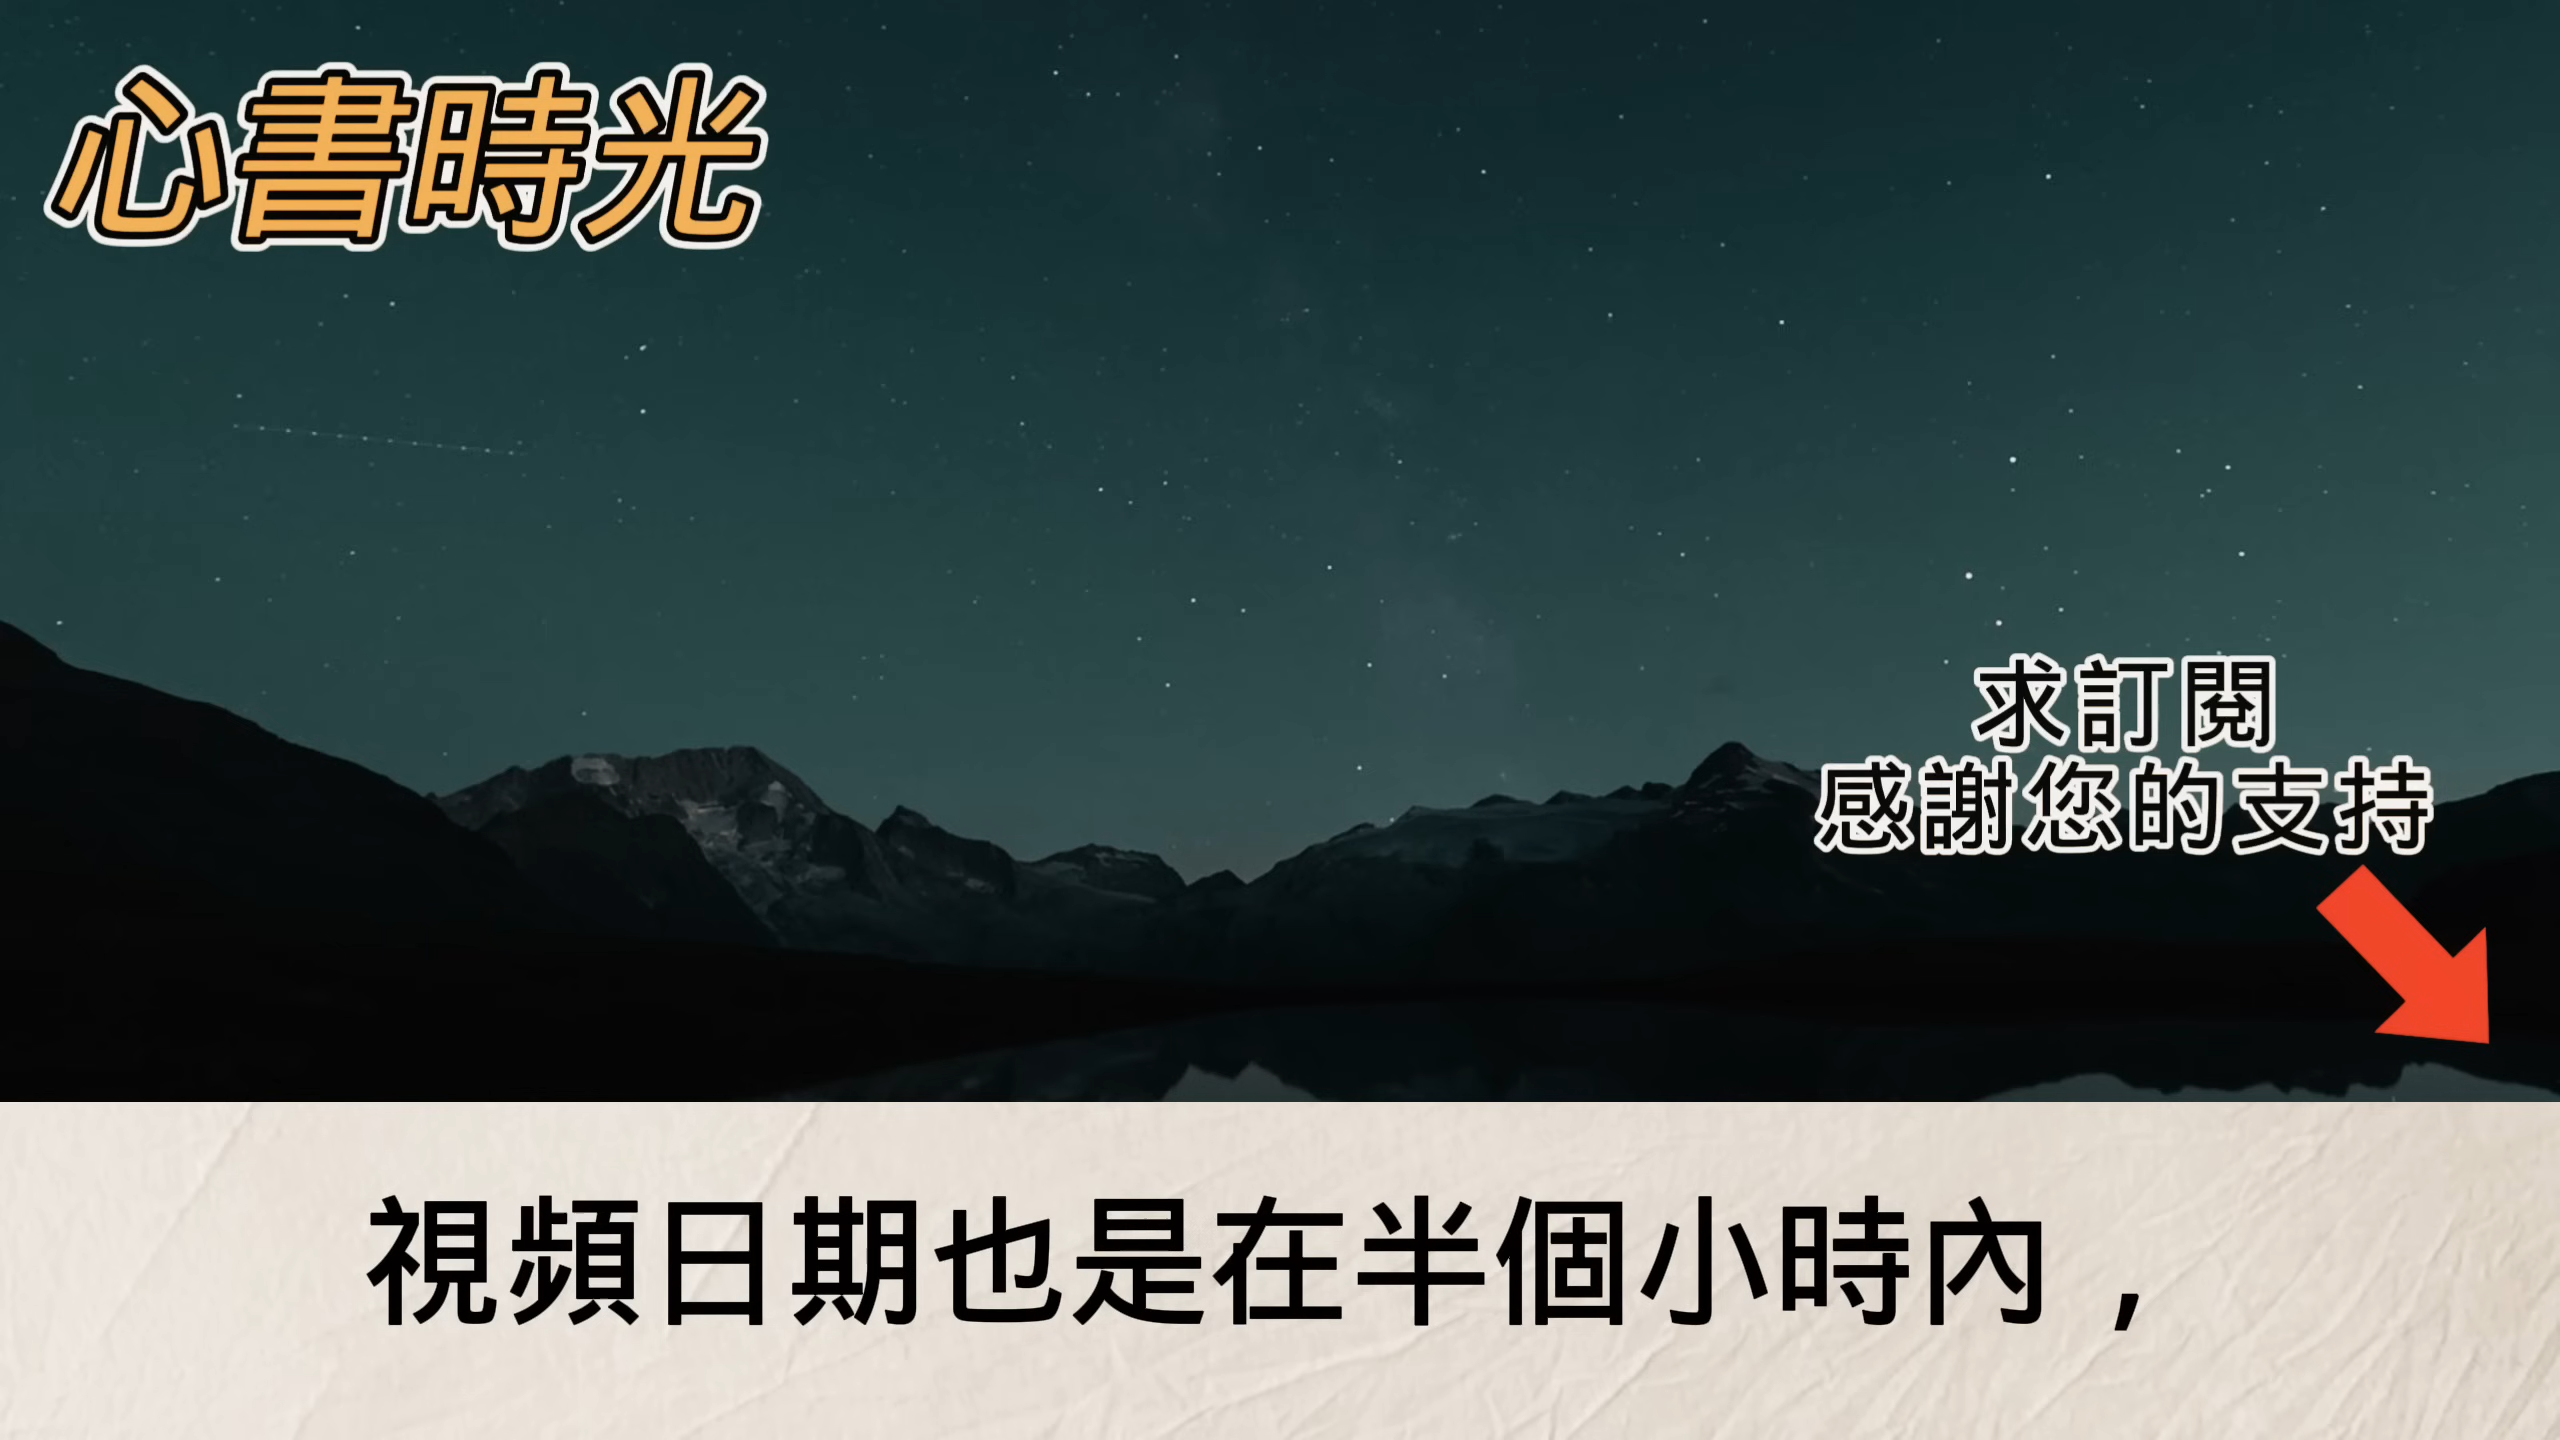 心書時光
求訂閱
感謝您的支持
視頻日期也是在半個小時內，